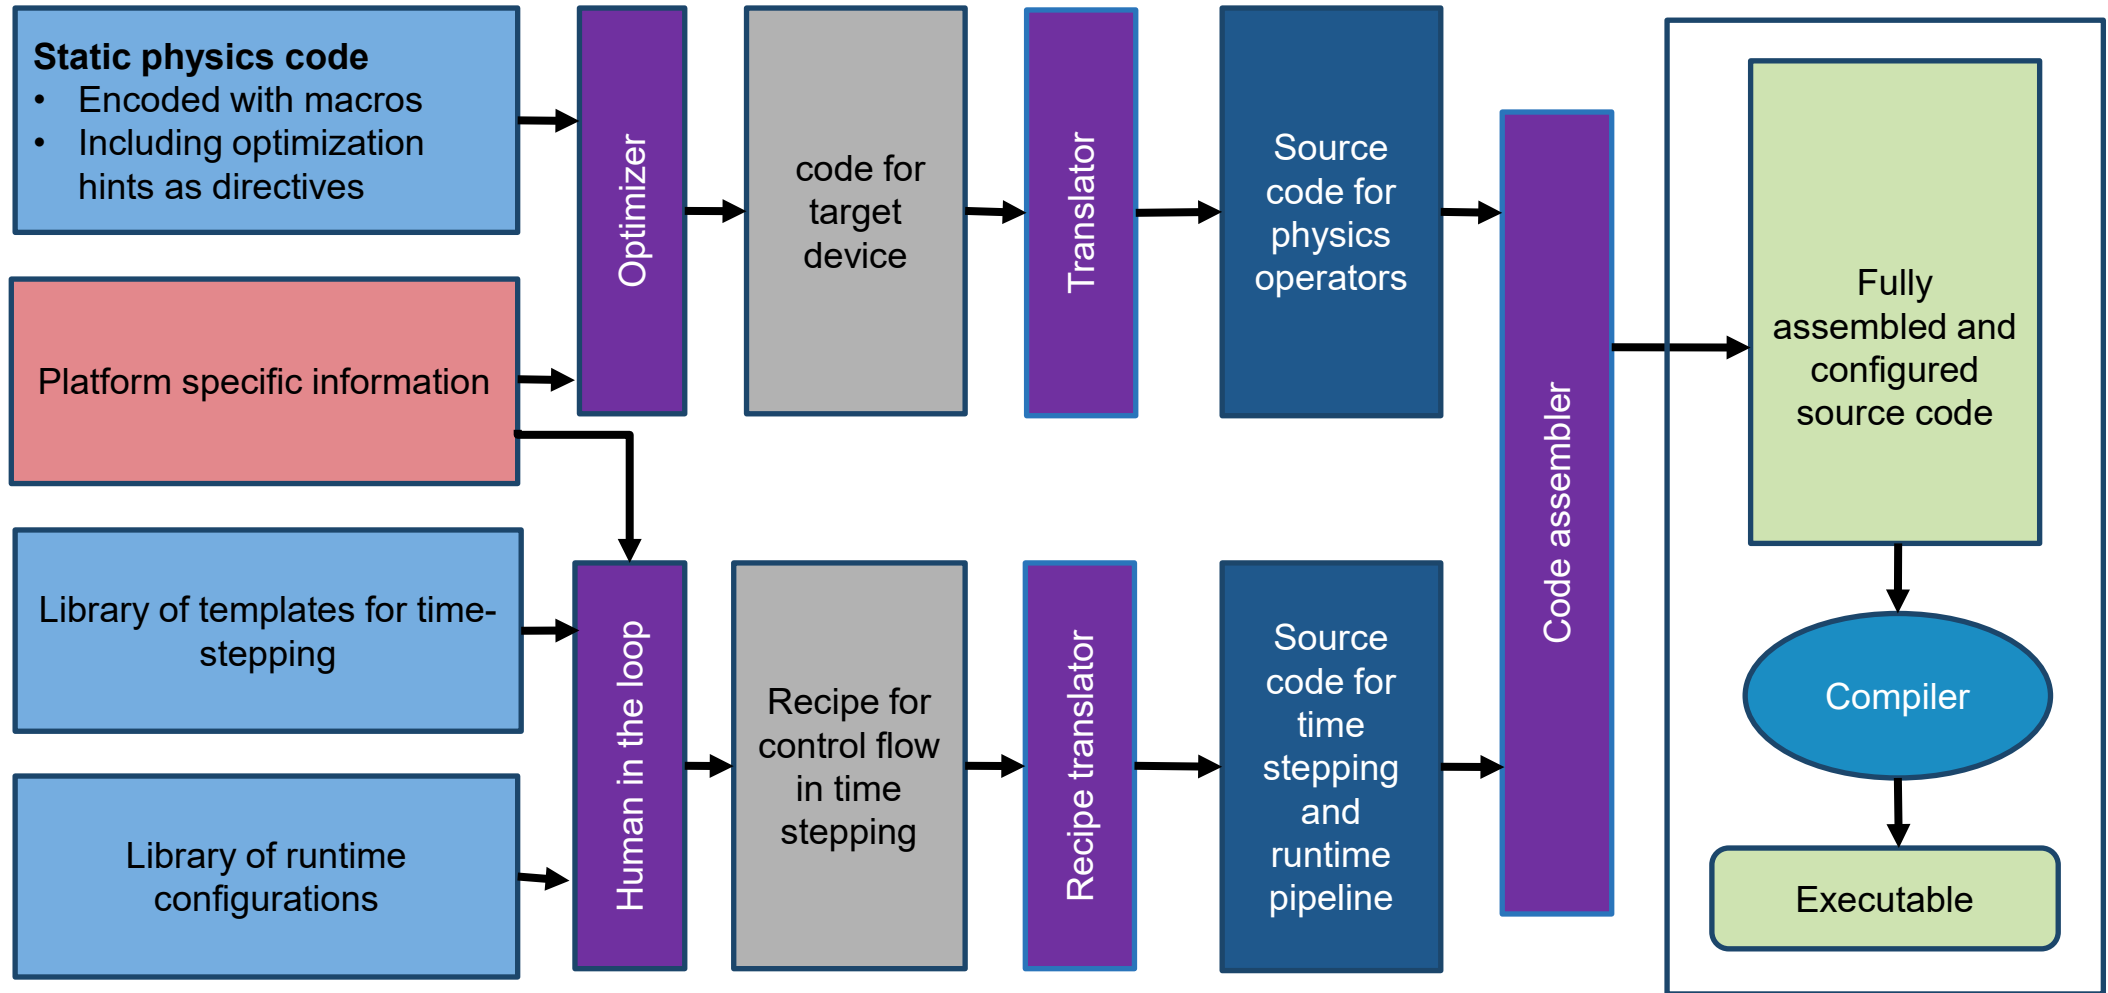 Static physics code
• Encoded with macros
• Including optimization
hints as directives
Optimizer
code for
target
device
Translator
Source
code for
physics
operators
Platform specific information
Library of templates for time-
stepping
Library of runtime
configurations
Human in the loop
Recipe for
control flow
in time
stepping
Recipe translator
Source
code for
time
stepping
and
runtime
pipeline
Code assembler
Fully
assembled and
configured
source code
Compiler
Executable